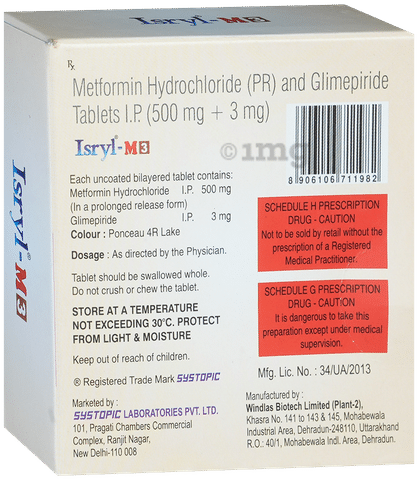 Rx
Metformin Hydrochloride (PR) and Glimepiride
Tablets I.P. (500 mg + 3 mg)
Isryl®-M3
©1mg
8 906106 711982
Each uncoated bilayered tablet contains:
Metformin Hydrochloride I.P. 500 mg
(In a prolonged release form)
Glimepiride I.P. 3 mg
Colour : Ponceau 4R Lake
Dosage : As directed by the Physician.
Tablet should be swallowed whole.
Do not crush or chew the tablet.
STORE AT A TEMPERATURE
NOT EXCEEDING 30°C. PROTECT
FROM LIGHT & MOISTURE
Keep out of reach of children.
® Registered Trade Mark SYSTOPIC
Marketed by :
SYSTOPIC LABORATORIES PVT. LTD.
101, Pragati Chambers Commercial
Complex, Ranjit Nagar,
New Delhi-110 008
SCHEDULE H PRESCRIPTION
DRUG - CAUTION
Not to be sold by retail without the
prescription of a Registered
Medical Practitioner.
SCHEDULE G PRESCRIPTION
DRUG - CAUTION
It is dangerous to take this
preparation except under medical
supervision.
Mfg. Lic. No. : 34/UA/2013
Manufactured by :
Windlas Biotech Limited (Plant-2),
Khasra No. 141 to 143 & 145, Mohabewala
Industrial Area, Dehradun-248110, Uttarakhand
R.O.: 40/1, Mohabewala Indl. Area, Dehradun.
Isryl®-M3